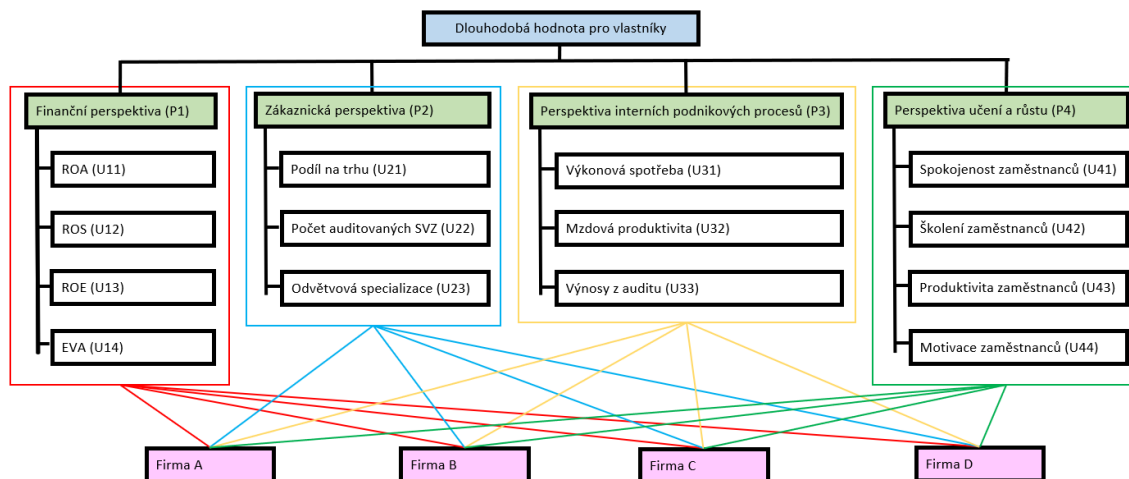 Dlouhodobá hodnota pro vlastníky
Finanční perspektiva (P1)
ROA (U11)
ROS (U12)
ROE (U13)
EVA (U14)
Zákaznická perspektiva (P2)
Podíl na trhu (U21)
Počet auditovaných SVZ (U22)
Odvětvová specializace (U23)
Perspektiva interních podnikových procesů (P3)
Výkonová spotřeba (U31)
Mzdová produktivita (U32)
Výnosy z auditu (U33)
Perspektiva učení a růstu (P4)
Spokojenost zaměstnanců (U41)
Školení zaměstnanců (U42)
Produktivita zaměstnanců (U43)
Motivace zaměstnanců (U44)
Firma A
Firma B
Firma C
Firma D